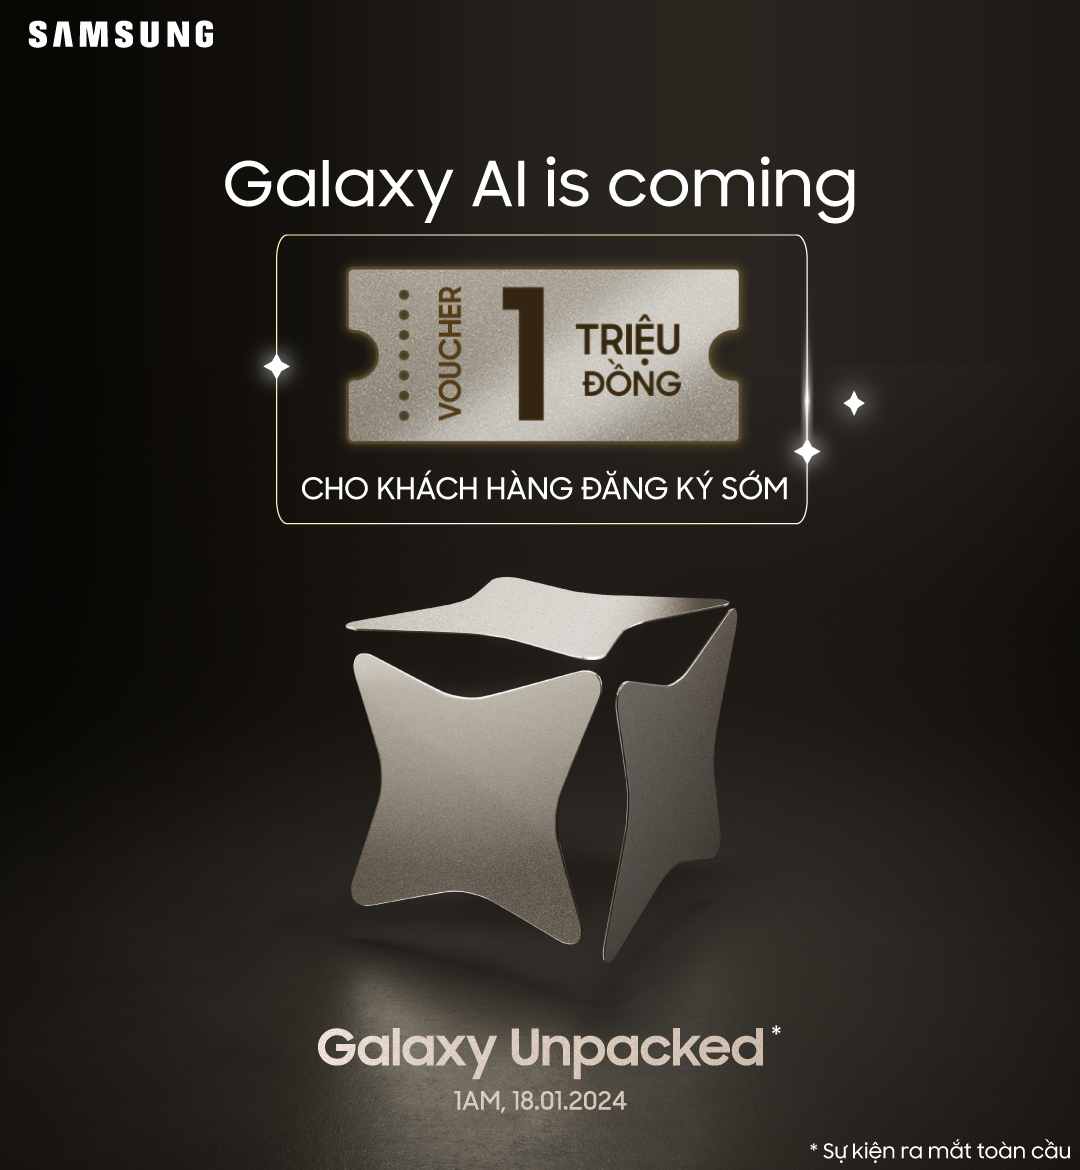 SAMSUNG
Galaxy AI is coming
VOUCHER
1
TRIỆU
ĐỒNG
CHO KHÁCH HÀNG ĐĂNG KÝ SỚM
Galaxy Unpacked*
1AM, 18.01.2024
* Sự kiện ra mắt toàn cầu